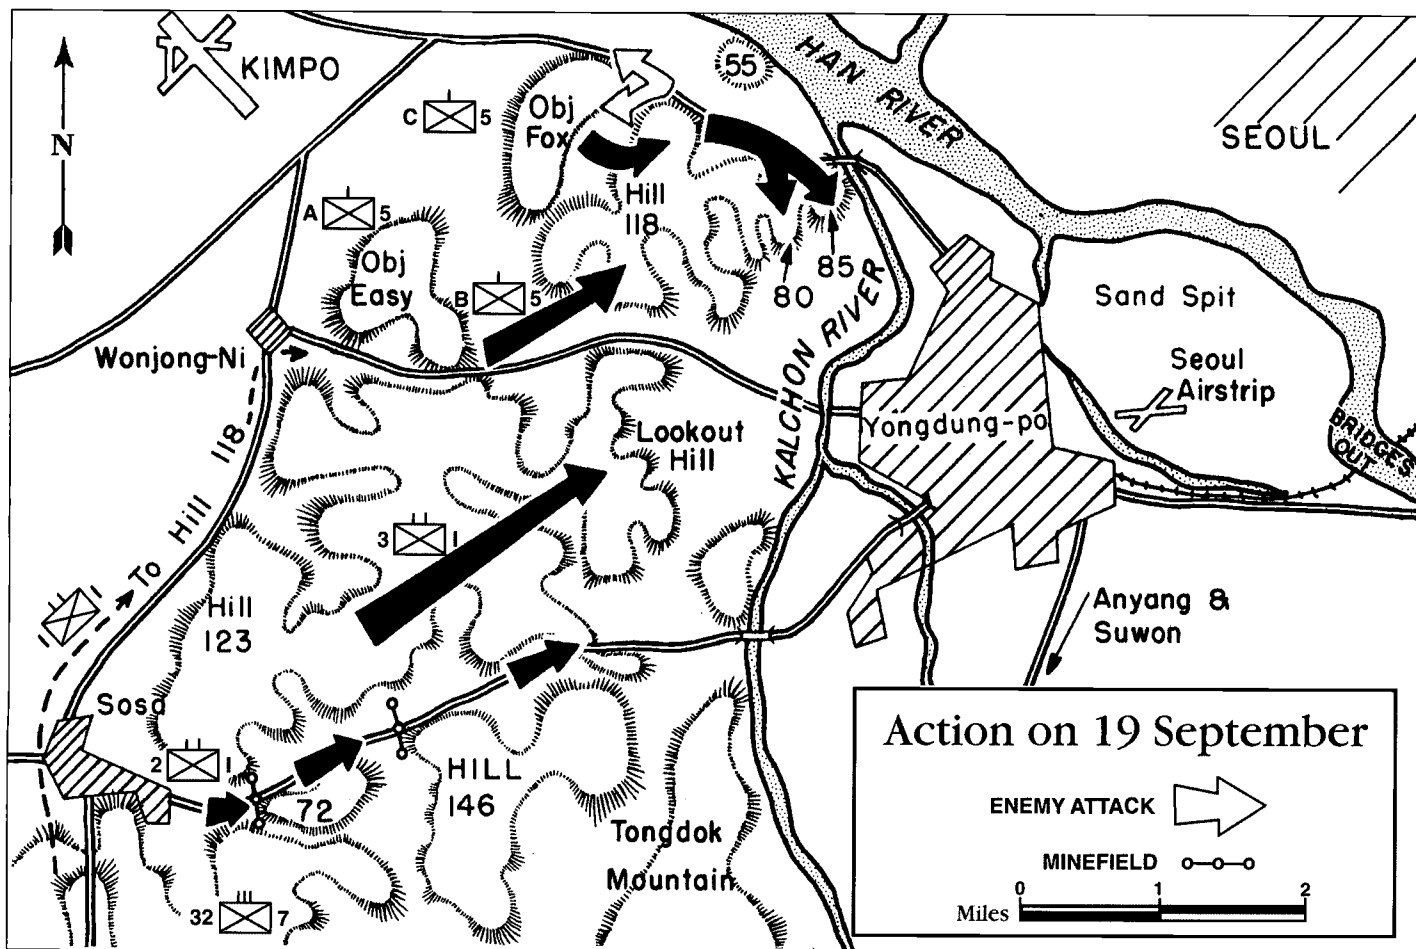 KIMPO
N
C 5
Obj
Fox
55
HAN RIVER
SEOUL
A 5
Obj
Easy
Hill
118
B 5
80
85
KALCHON RIVER
Sand Spit
Seoul
Airstrip
Wonjong-Ni
Lookout
Hill
Yongdung-po
BRIDGES
OUT
To Hill 118
3 1
1 1
Hill
123
Anyang &
Suwon
Sosa
2 1
72
HILL
146
Tongdok
Mountain
32 7
Action on 19 September
ENEMY ATTACK
MINEFIELD
0 1 2
Miles